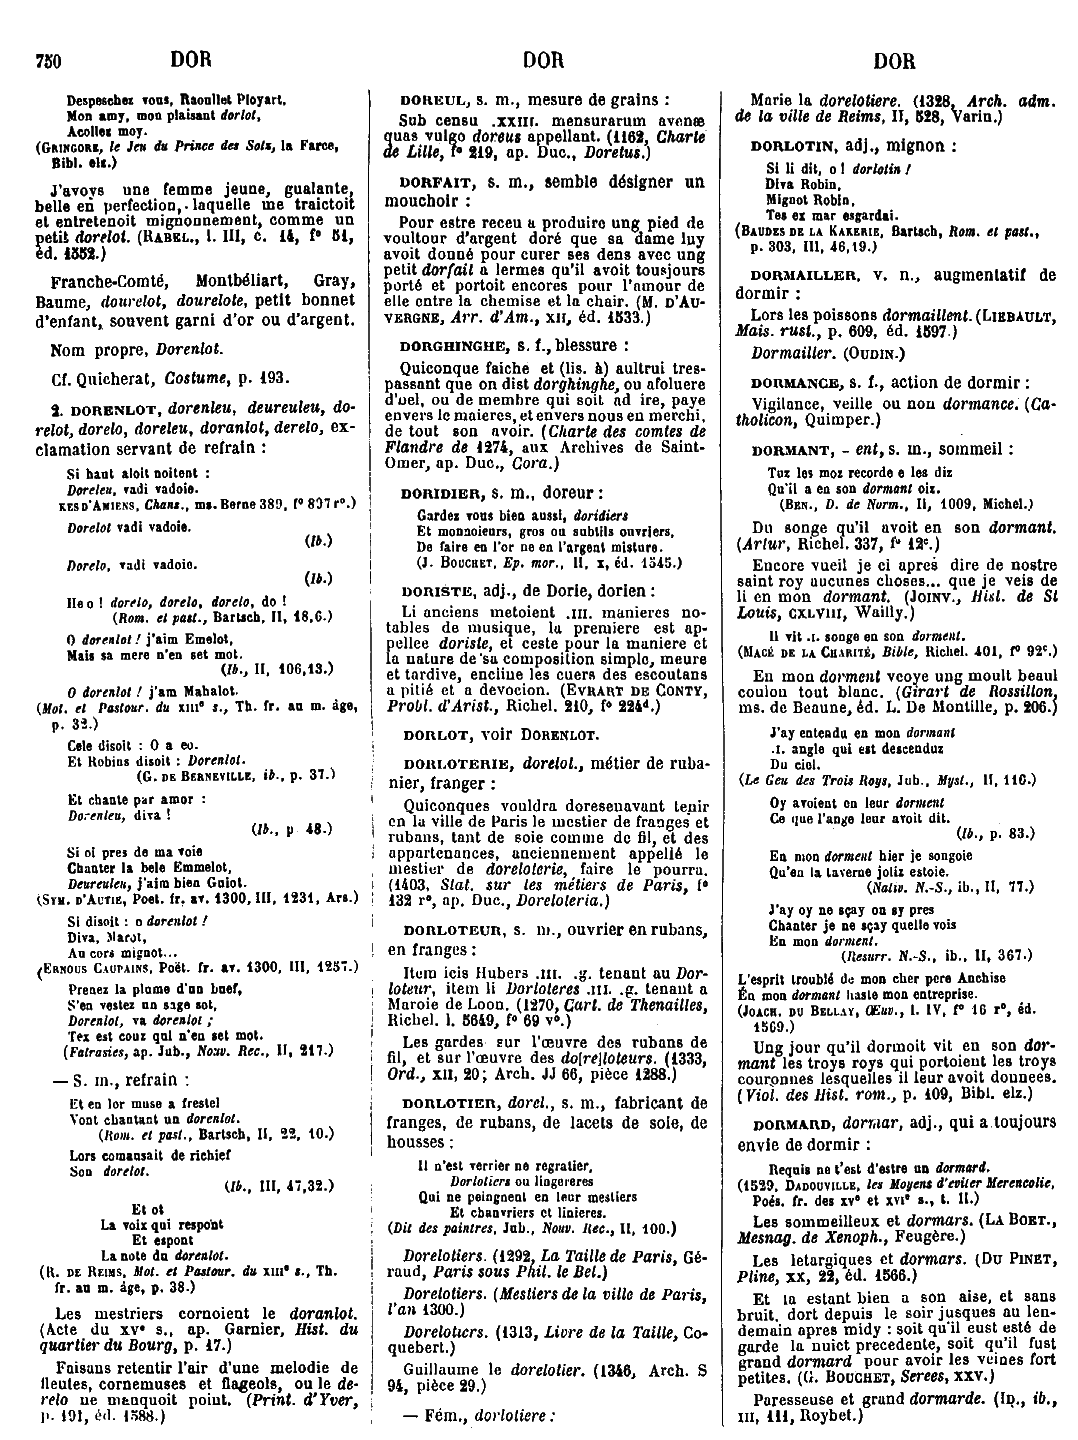 750 DOR DOR DOR
Despeschez vous, Raoullet Ployart,
Mon amy, mon plaisant dorlot,
Acollez moy.
(GRINGORE, le Jeu du Prince des Sots, la Farce,
Bibl. elz.)
J'avoys une femme jeune, gualante,
belle en perfection, laquelle me traictoit
et entretenoit mignonnement, comme un
petit dorelot. (RABEL., l. III, c. 14, f° 51,
éd. 1552.)
Franche-Comté, Montbéliart, Gray,
Baume, dourelot, dourelote, petit bonnet
d'enfant, souvent garni d'or ou d'argent.
Nom propre, Dorenlot.
Cf. Quicherat, Costume, p. 193.
2. DORENLOT, dorenleu, deureuleu, do-
relot, dorelo, doreleu, doranlot, derelo, ex-
clamation servant de refrain :
Si haut aloit noitent :
Doreleu, vadi vadoie.
KES D'AMIENS, Chans., ms. Berne 389, f° 897 r°.)
Dorelot vadi vadoie.
(Ib.)
Dorelo, vadi vadoie.
(Ib.)
He o ! dorelo, dorelo, dorelo, do !
(Rom. et past., Bartsch, II, 18,6.)
O dorenlot ! j'aim Emelot,
Mais sa mere n'en set mot.
(Ib., II, 106,13.)
O dorenlot ! j'am Mahalot.
(Mot. et Pastour. du XIIIe s., Th. fr. au m. âge,
p. 32.)
Cele disoit : O a eo.
Et Robins disoit : Dorenlot.
(G. DE BERNEVILLE, ib., p. 37.)
Et chante par amor :
Dorenleu, diva !
(Ib., p 48.)
Si oi pres de ma voie
Chanter la bele Emmelot,
Deureuleu, j'aim bien Guiot.
(SYM. D'AUTIE, Poet. fr. av. 1300, III, 1231, Ars.)
Si disoit : o dorenlot !
Diva, Marot,
Au cors mignot...
(ERNOUS CAUPAINS, Poët. fr. av. 1300, III, 1257.)
Prenez la plume d'un buef,
S'en vestez un sage sot,
Dorenlot, va dorenlot ;
Tex est couz qui n'en set mot.
(Fatrasies, ap. Jub., Nouv. Rec., II, 217.)
— S. m., refrain :
Et en lor muse a frestel
Vont chantant un dorenlot.
(Rom. et past., Bartsch, II, 22, 10.)
Lors comansait de richief
Son dorelot.
(Ib., III, 47,32.)
Et ot
La voix qui respont
Et espont
La note du dorenlot.
(R. DE REIMS, Mot. et Pastour. du XIIIe s., Th.
fr. au m. âge, p. 38.)
Les mestriers cornoient le doranlot.
(Acte du XVe s., ap. Garnier, Hist. du
quartier du Bourg, p. 17.)
Faisans retentir l'air d'une melodie de
fleutes, cornemuses et flageols, ou le de-
relo ne manquoit point. (Print. d'Yver,
p. 191, éd. 1588.)
DOREUL, s. m., mesure de grains :
Sub censu .XXIII. mensurarum avenæ
quas vulgo doreus appellant. (1162, Charte
de Lille, f° 219, ap. Duc., Doretus.)
DORFAIT, s. m., semble désigner un
mouchoir :
Pour estre receu a produire ung pied de
voultour d'argent doré que sa dame luy
avoit donné pour curer ses dens avec ung
petit dorfait a lermes qu'il avoit tousjours
porté et portoit encores pour l'amour de
elle entre la chemise et la chair. (M. D'AU-
VERGNE, Arr. d'Am., XII, éd. 1533.)
DORGHINGHE, s. f., blessure :
Quiconque faiche et (lis. à) aultrui tres-
passant que on dist dorghinghe, ou afoluere
d'uel, ou de membre qui soit ad ire, paye
envers le maieres, et envers nous en merchi,
de tout son avoir. (Charte des comtes de
Flandre de 1274, aux Archives de Saint-
Omer, ap. Duc., Cora.)
DORIDIER, s. m., doreur :
Gardez vous bien aussi, doridiers
Et monnoieurs, gros ou subtils ouvriers,
De faire en l'or ne en l'argent mixture.
(J. BOUCHET, Ep. mor., II, X, éd. 1545.)
DORISTE, adj., de Dorie, dorien :
Li anciens metoient .III. manieres no-
tables de musique, la premiere est ap-
pellee doriste, et ceste pour la maniere et
la nature de sa composition simple, meure
et tardive, encline les cuers des escoutans
a pitié et a devocion. (EVRART DE CONTY,
Probl. d'Arist., Richel. 210, f° 224d.)
DORLOT, voir DORENLOT.
DORLOTERIE, dorelol., métier de ruba-
nier, franger :
Quiconques vouldra doresenavant tenir
en la ville de Paris le mestier de franges et
rubans, tant de soie comme de fil, et des
appartenances, anciennement appellé le
mestier de doreloterie, faire le pourra.
(1403, Stat. sur les métiers de Paris, f°
132 r°, ap. Duc., Doreloteria.)
DORLOTEUR, s. m., ouvrier en rubans,
en franges :
Item icis Hubers .III. .g. tenant au Dor-
loteur, item li Dorloteres .III. .g. tenant a
Maroie de Loon. (1270, Cart. de Thenailles,
Richel. l. 5649, f° 69 v°.)
Les gardes sur l'œuvre des rubans de
fil, et sur l'œuvre des do[re]loteurs. (1333,
Ord., XII, 20; Arch. JJ 66, pièce 1288.)
DORLOTIER, dorel., s. m., fabricant de
franges, de rubans, de lacets de soie, de
housses :
Il n'est verrier ne regratier,
Dorlotiers ou lingereres
Qui ne peingnent en leur mestiers
Et chanvriers et linieres.
(Dit des paintres, Jub., Nouv. Rec., II, 100.)
Dorelotiers. (1292, La Taille de Paris, Gé-
raud, Paris sous Phil. le Bel.)
Dorelotiers. (Mestiers de la ville de Paris,
l'an 1300.)
Dorelotiers. (1313, Livre de la Taille, Co-
quebert.)
Guillaume le dorelotier. (1346, Arch. S
94, pièce 29.)
— Fém., dorlotiere :
Marie la dorelotiere. (1328, Arch. adm.
de la ville de Reims, II, 528, Varin.)
DORLOTIN, adj., mignon :
Si li dit, o ! dorlotin !
Diva Robin,
Mignot Robin,
Tes ex mar esgardai.
(BAUDES DE LA KAKERIE, Bartsch, Rom. et past.,
p. 303, III, 46,19.)
DORMAILLER, v. n., augmentatif de
dormir :
Lors les poissons dormaillent. (LIEBAULT,
Mais. rust., p. 609, éd. 1597.)
Dormailler. (OUDIN.)
DORMANCE, s. f., action de dormir :
Vigilance, veille ou non dormance. (Ca-
tholicon, Quimper.)
DORMANT, - ent, s. m., sommeil :
Tuz les moz recorde e les diz
Qu'il a en son dormant oiz.
(BEN., D. de Norm., II, 1009, Michel.)
Du songe qu'il avoit en son dormant.
(Artur, Richel. 337, f° 12c.)
Encore vueil je ci aprez dire de nostre
saint roy aucunes choses... que je veis de
li en mon dormant. (JOINV., Hist. de St
Louis, CXLVIII, Wailly.)
Il vit .I. songe en son dorment.
(MACÉ DE LA CHARITÉ, Bible, Richel. 401, f° 92c.)
En mon dorment veoye ung moult beaul
coulon tout blanc. (Girart de Rossillon,
ms. de Beaune, éd. L. De Montille, p. 206.)
J'ay entendu en mon dormant
.I. angle qui est descenduz
Du ciel.
(Le Geu des Trois Roys, Jub., Myst., II, 116.)
Oy avoient en leur dorment
Ce que l'ange leur avoit dit.
(Ib., p. 83.)
En mon dorment hier je songoie
Qu'en la taverne joliz estoie.
(Nativ. N.-S., ib., II, 77.)
J'ay oy ne sçay ou sy pres
Chanter je ne sçay quelle voix
En mon dorment.
(Resurr. N.-S., ib., II, 367.)
L'esprit troublé de mon cher pere Anchise
En mon dormant haste mon entreprise.
(JOACH. DU BELLAY, Œuv., l. IV, f° 16 r°, éd.
1569.)
Ung jour qu'il dormoit vit en son dor-
mant les troys roys qui portoient les troys
couronnes lesquelles il leur avoit donnees.
(Viol. des Hist. rom., p. 109, Bibl. elz.)
DORMARD, dormar, adj., qui a toujours
envie de dormir :
Requis ne t'est d'estre un dormard.
(1529, DADOUVILLE, les Moyens d'eviter Merencolie,
Poés. fr. des XVe et XVIe s., t. II.)
Les sommeilleux et dormars. (LA BOET.,
Mesnag. de Xenoph., Feugère.)
Les letargiques et dormars. (DU PINET,
Pline, XX, 22, éd. 1566.)
Et la estant bien a son aise, et sans
bruit, dort depuis le soir jusques au len-
demain apres midy : soit qu'il eust esté de
garde la nuict precedente, soit qu'il fust
grand dormard pour avoir les veines fort
petites. (G. BOUCHET, Serees, XXV.)
Paresseuse et grand dormarde. (ID., ib.,
III, 111, Roybet.)